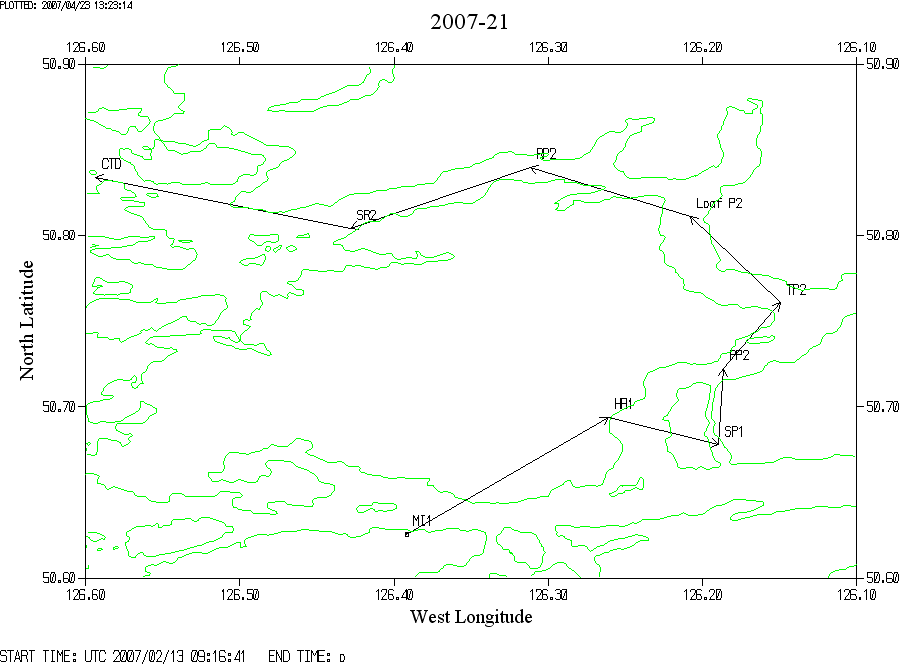 PLOTTED: 2007/04/23 13:23:14
2007-21
126.60 126.50 126.40 126.30 126.20 126.10
50.90 50.90
RP2
CTD
Loaf P2
SR2
50.80 50.80
North Latitude
TP2
PP2
50.70 HR1 50.70
SP1
MI1
50.60 50.60
126.60 126.50 126.40 126.30 126.20 126.10
West Longitude
START TIME: UTC 2007/02/13 09:16:41 END TIME: 0